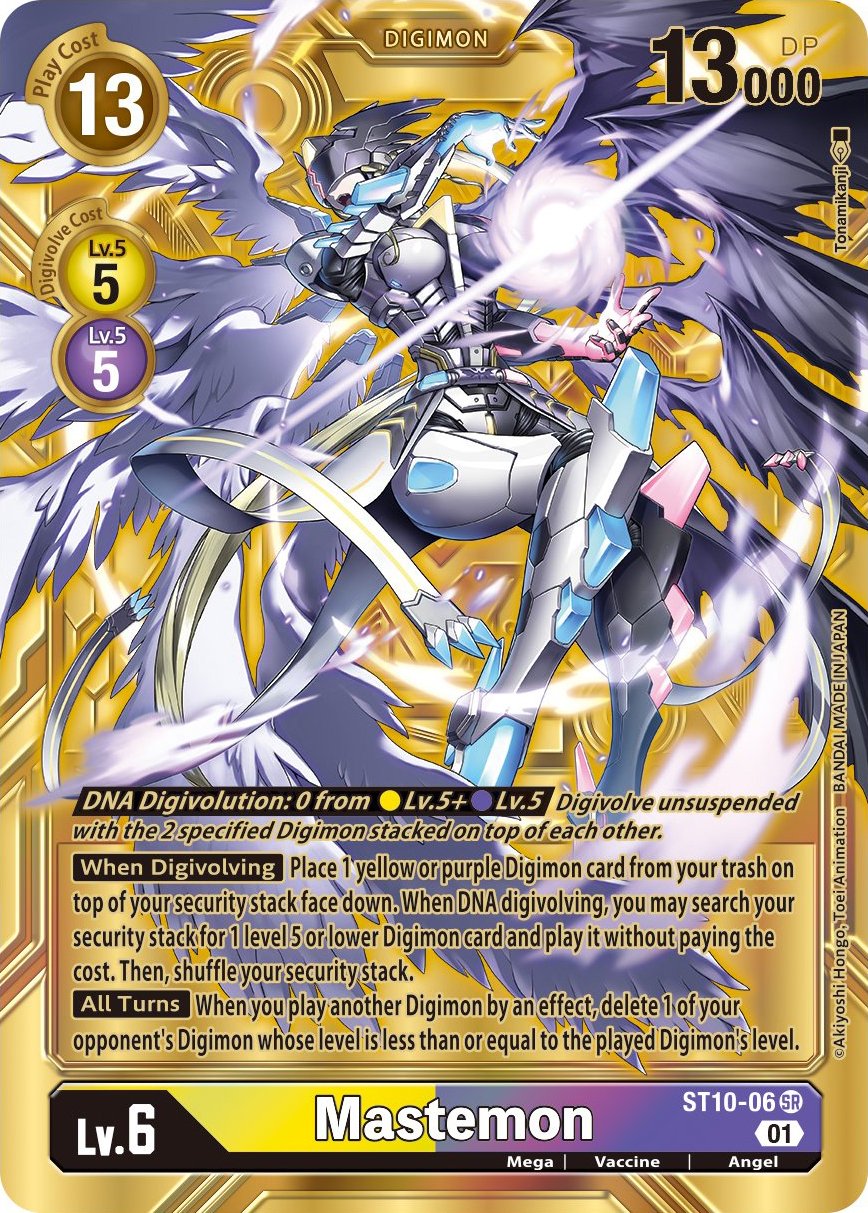 DIGIMON
Play Cost
13
13000
DP
Digivolve Cost
Lv.5
5
Lv.5
5
Tonamikanji
DNA Digivolution: 0 from Lv.5+ Lv.5 Digivolve unsuspended
with the 2 specified Digimon stacked on top of each other.
When Digivolving Place 1 yellow or purple Digimon card from your trash on
top of your security stack face down. When DNA digivolving, you may search your
security stack for 1 level 5 or lower Digimon card and play it without paying the
cost. Then, shuffle your security stack.
All Turns When you play another Digimon by an effect, delete 1 of your
opponent's Digimon whose level is less than or equal to the played Digimon's level.
©Akiyoshi Hongo, Toei Animation BANDAI, MADE IN JAPAN
Lv.6
Mastemon
ST10-06 SR
01
Mega | Vaccine | Angel